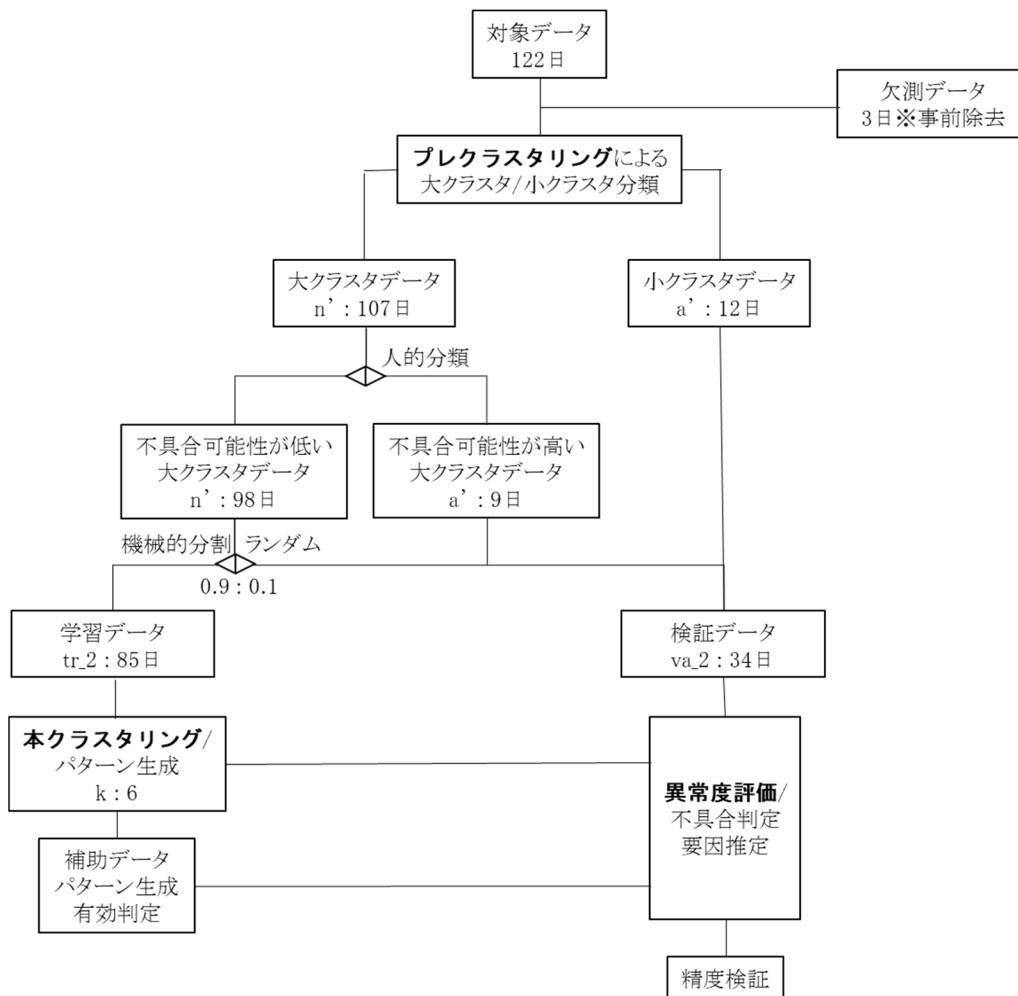 対象データ
122日
欠測データ
3日※事前除去
プレクラスタリングによる
大クラスタ/小クラスタ分類
大クラスタデータ
n’：107日
小クラスタデータ
a’：12日
人的分類
不具合可能性が低い
大クラスタデータ
n’：98日
不具合可能性が高い
大クラスタデータ
a’：9日
機械的分割 ランダム
0.9：0.1
学習データ
tr_2：85日
検証データ
va_2：34日
本クラスタリング/
パターン生成
k：6
異常度評価/
不具合判定
要因推定
補助データ
パターン生成
有効判定
精度検証